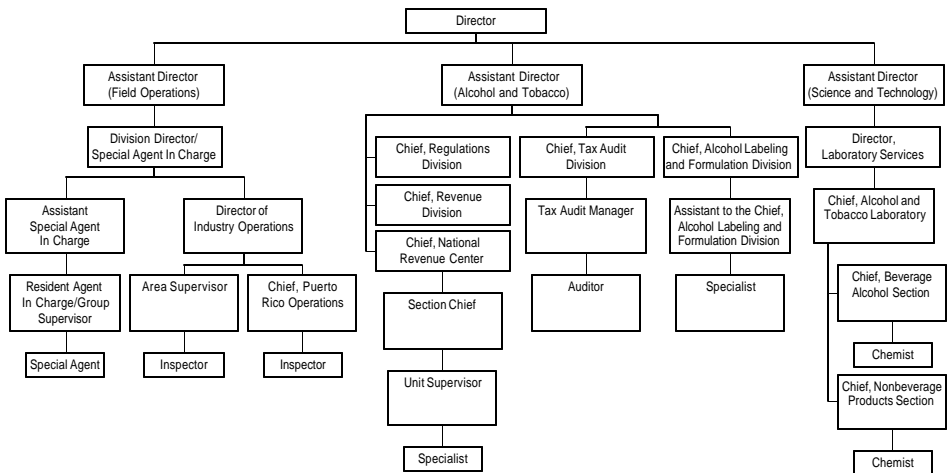 Director
Assistant Director
(Field Operations)
Assistant Director
(Alcohol and Tobacco)
Assistant Director
(Science and Technology)
Division Director/
Special Agent In Charge
Chief, Regulations
Division
Chief, Tax Audit
Division
Chief, Alcohol Labeling
and Formulation Division
Director,
Laboratory Services
Assistant
Special Agent
In Charge
Director of
Industry Operations
Chief, Revenue
Division
Tax Audit Manager
Assistant to the Chief,
Alcohol Labeling and
Formulation Division
Chief, Alcohol and
Tobacco Laboratory
Chief, National
Revenue Center
Resident Agent
In Charge/Group
Supervisor
Area Supervisor
Chief, Puerto
Rico Operations
Section Chief
Auditor
Specialist
Chief, Beverage
Alcohol Section
Special Agent
Inspector
Inspector
Chemist
Unit Supervisor
Chief, Nonbeverage
Products Section
Specialist
Chemist